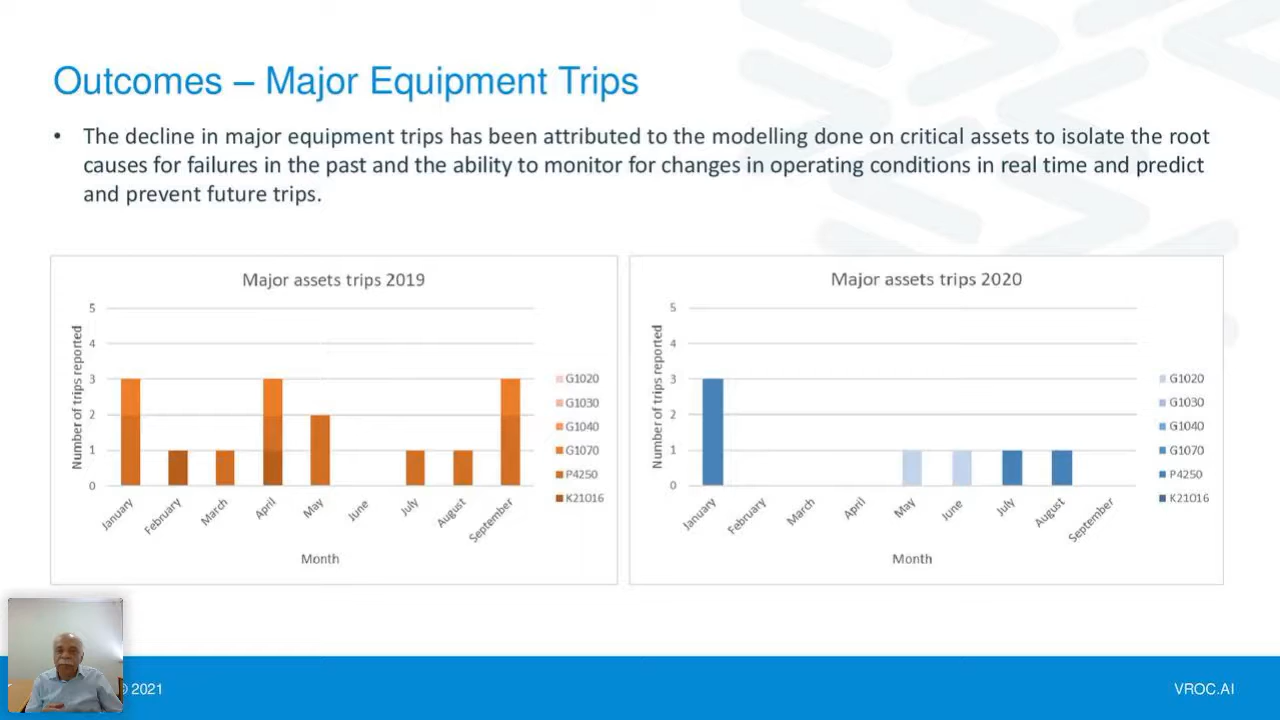 Outcomes – Major Equipment Trips
• The decline in major equipment trips has been attributed to the modelling done on critical assets to isolate the root
causes for failures in the past and the ability to monitor for changes in operating conditions in real time and predict
and prevent future trips.
Major assets trips 2019
Number of trips reported
5
4
3
2
1
0
January
February
March
April
May
June
July
August
September
Month
G1020
G1030
G1040
G1070
P4250
K21016
Major assets trips 2020
Number of trips reported
5
4
3
2
1
0
January
February
March
April
May
June
July
August
September
Month
G1020
G1030
G1040
G1070
P4250
K21016
© 2021
VROC.AI